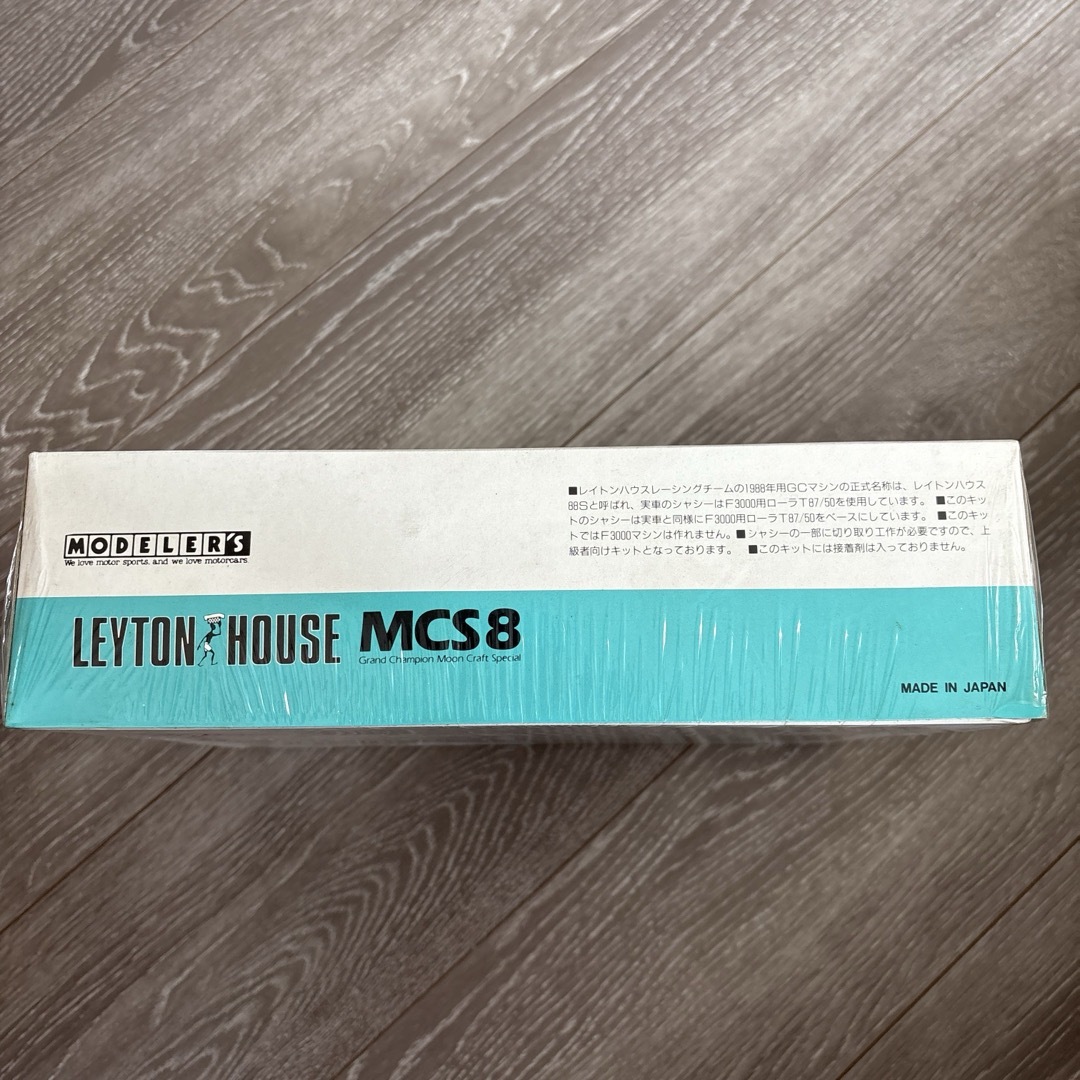 ■レイトンハウスレーシングチームの1988年用GCマシンの正式名称は、レイトンハウス
88Sと呼ばれ、実車のシャシーはF3000用ローラT87/50を使用しています。 ■このキッ
トのシャシーは実車と同様にF3000用ローラT87/50をベースにしています。 ■このキッ
トではF3000マシンは作れません。■シャシーの一部に切り取り工作が必要ですので、上
級者向けキットとなっております。 ■このキットには接着剤は入っておりません。
MODELER'S
We love motor sports. and we love motorcars.
LEYTON HOUSE MCS8
Grand Champion Moon Craft Special
MADE IN JAPAN